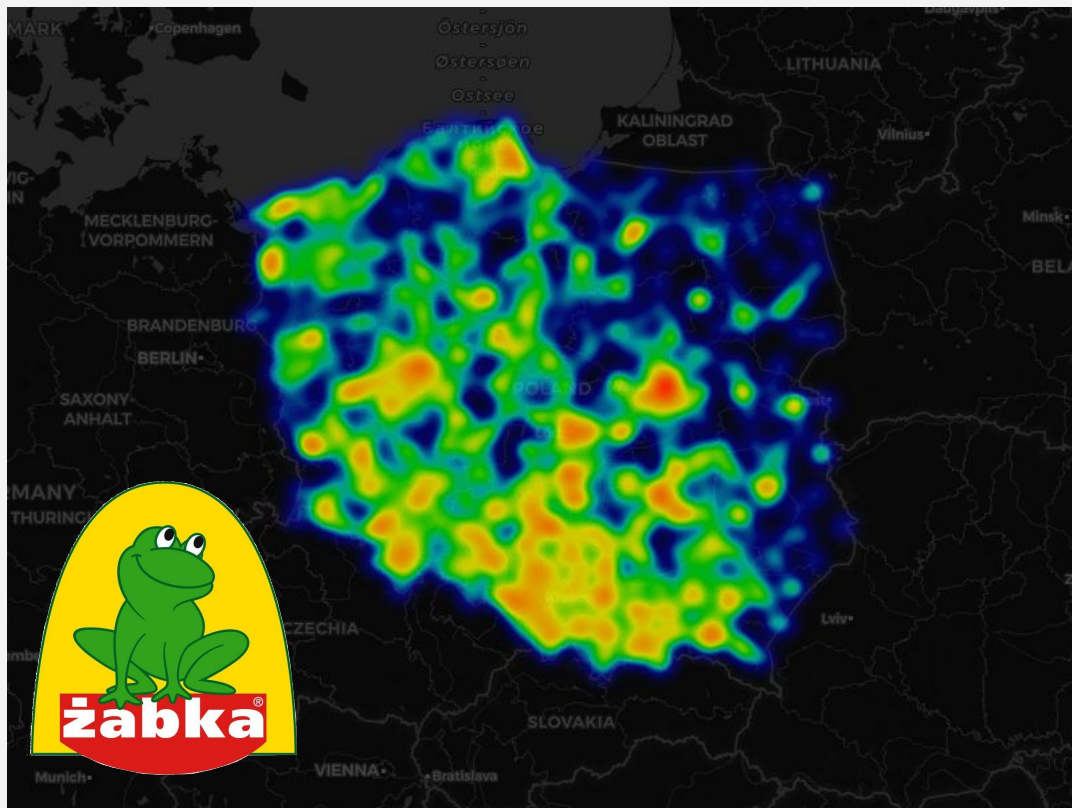 MARK
Copenhagen
Östersjön
-
Østersøen
-
Ostsee
-
Балтийское
LITHUANIA
KALININGRAD
OBLAST
Vilnius
Minsk
MECKLENBURG-
VORPOMMERN
BELA
BRANDENBURG
BERLIN
SAXONY-
ANHALT
POLAND
RMANY
THURING
CZECHIA
Lviv
żabka
®
SLOVAKIA
VIENNA
Bratislava
Munich